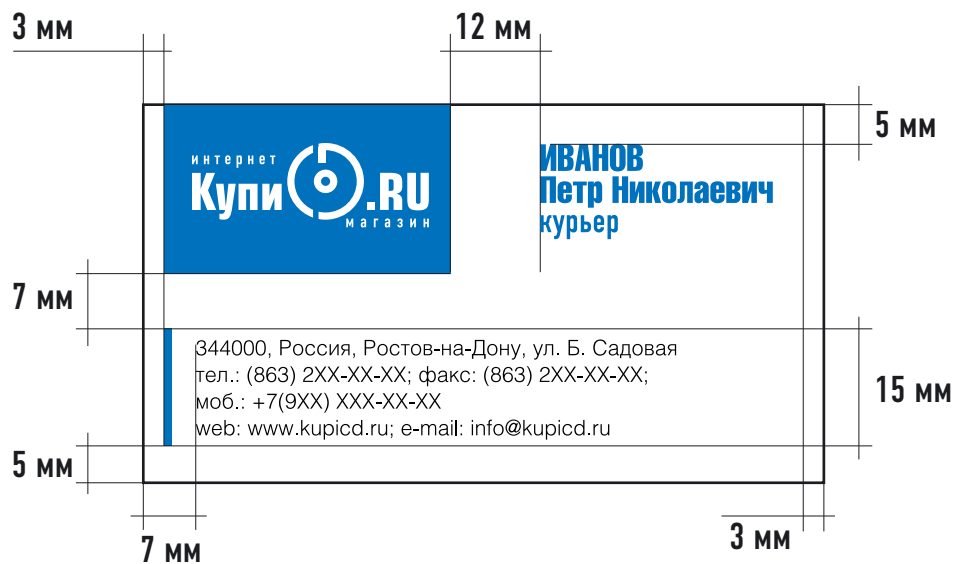 3 мм
12 мм
5 мм
интернет
Купи .RU
магазин
ИВАНОВ
Петр Николаевич
курьер
7 мм
344000, Россия, Ростов-на-Дону, ул. Б. Садовая
тел.: (863) 2XX-XX-XX; факс: (863) 2XX-XX-XX;
моб.: +7(9XX) XXX-XX-XX
web: www.kupicd.ru; e-mail: info@kupicd.ru
15 мм
5 мм
7 мм
3 мм